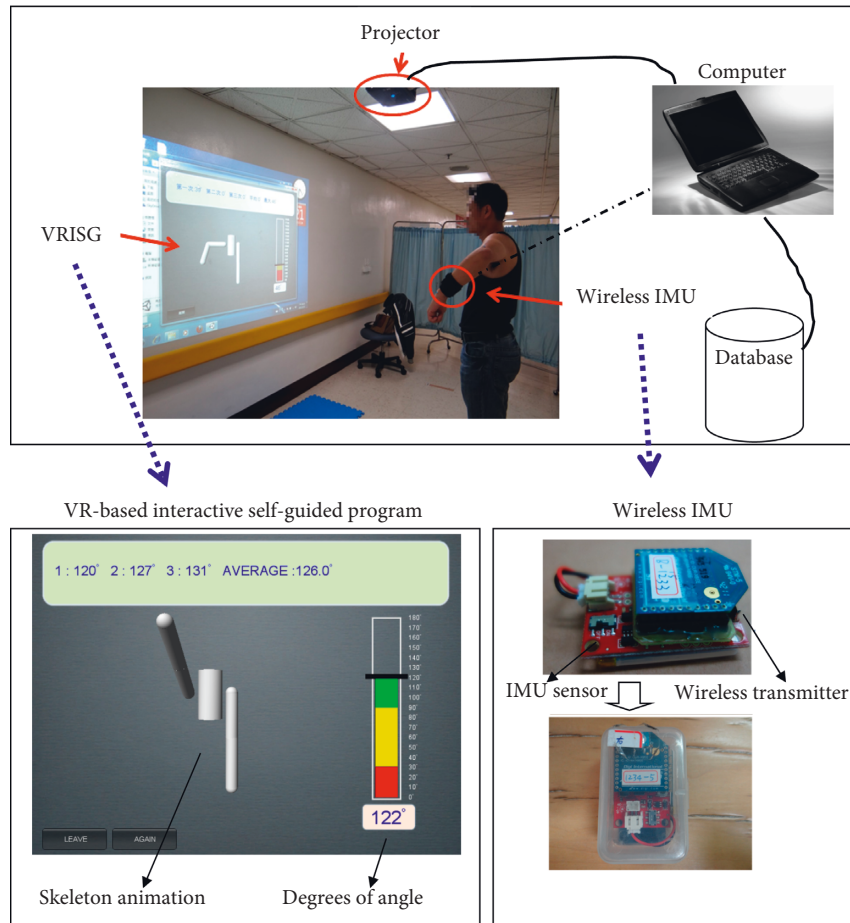 Projector
Computer
VRISG
Wireless IMU
Database
VR-based interactive self-guided program
Wireless IMU
1 : 120° 2 : 127° 3 : 131° AVERAGE :126.0°
180°
170°
160°
150°
140°
130°
120°
110°
100°
90°
80°
70°
60°
50°
40°
30°
20°
10°
0°
122°
LEAVE AGAIN
Skeleton animation
Degrees of angle
IMU sensor
Wireless transmitter
1234-5